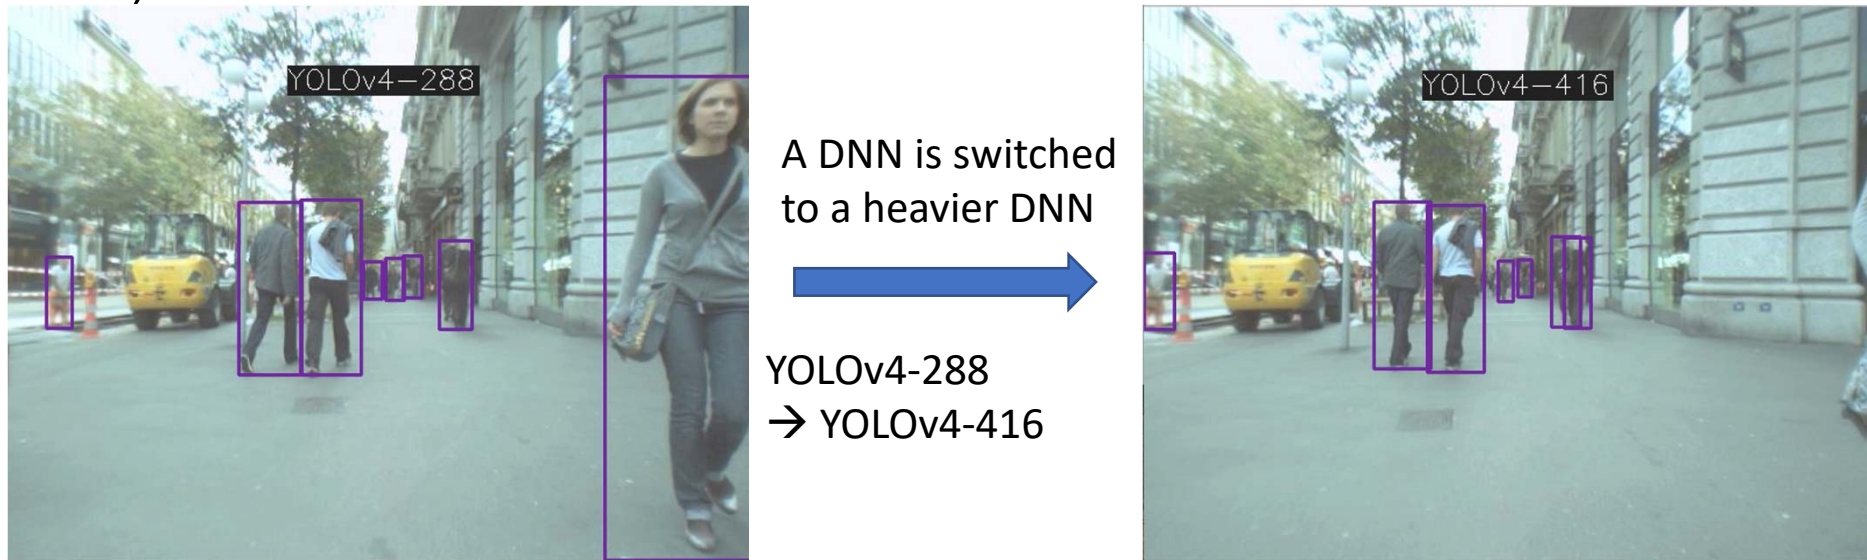 YOLOv4-288
A DNN is switched
to a heavier DNN
YOLOv4-288
→ YOLOv4-416
YOLOv4-416